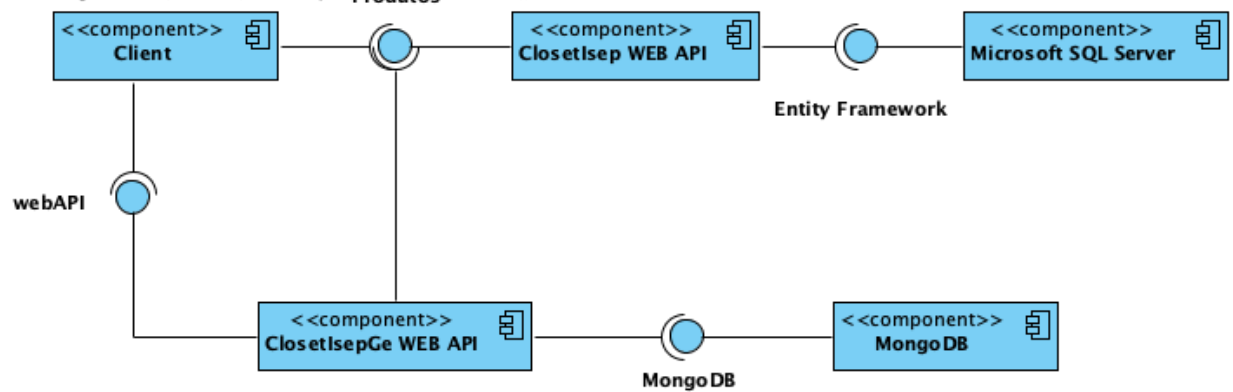 Produtos
<<component>>
Client
<<component>>
ClosetIsep WEB API
<<component>>
Microsoft SQL Server
Entity Framework
webAPI
<<component>>
ClosetIsepGe WEB API
<<component>>
MongoDB
MongoDB